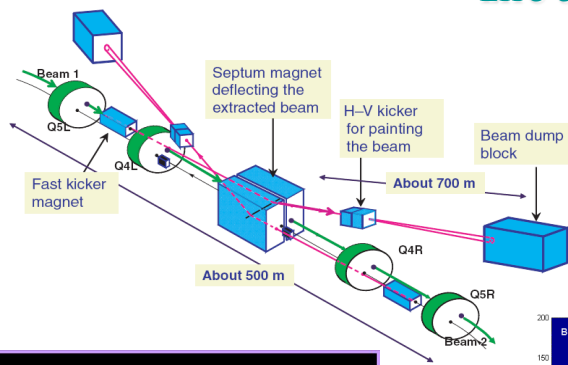 Beam 1
Q5L
Septum magnet
deflecting the
extracted beam
H–V kicker
for painting
the beam
Beam dump
block
Q4L
Fast kicker
magnet
About 700 m
About 500 m
Q4R
Q5R
Beam 2
200
B
150